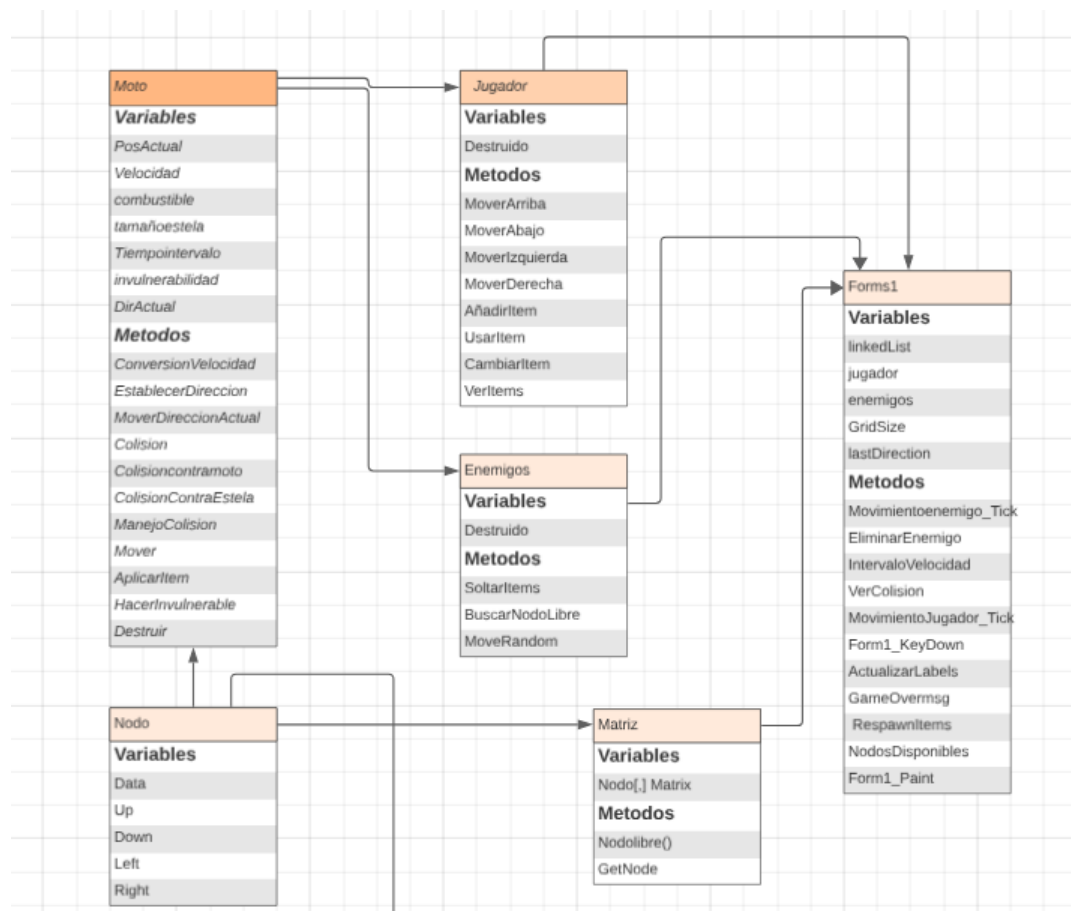 Moto
Variables
PosActual
Velocidad
combustible
tamañoestela
Tiempointervalo
invulnerabilidad
DirActual
Metodos
ConversionVelocidad
EstablecerDireccion
MoverDireccionActual
Colision
Colisioncontramoto
ColisionContraEstela
ManejoColision
Mover
AplicarItem
HacerInvulnerable
Destruir
Jugador
Variables
Destruido
Metodos
MoverArriba
MoverAbajo
MoverIzquierda
MoverDerecha
AñadirItem
UsarItem
CambiarItem
VerItems
Enemigos
Variables
Destruido
Metodos
SoltarItems
BuscarNodoLibre
MoveRandom
Forms1
Variables
linkedList
jugador
enemigos
GridSize
lastDirection
Metodos
Movimientoenemigo_Tick
EliminarEnemigo
IntervaloVelocidad
VerColision
MovimientoJugador_Tick
Form1_KeyDown
ActualizarLabels
GameOvermsg
RespawnItems
NodosDisponibles
Form1_Paint
Nodo
Variables
Data
Up
Down
Left
Right
Matriz
Variables
Nodo[,] Matrix
Metodos
Nodolibre()
GetNode